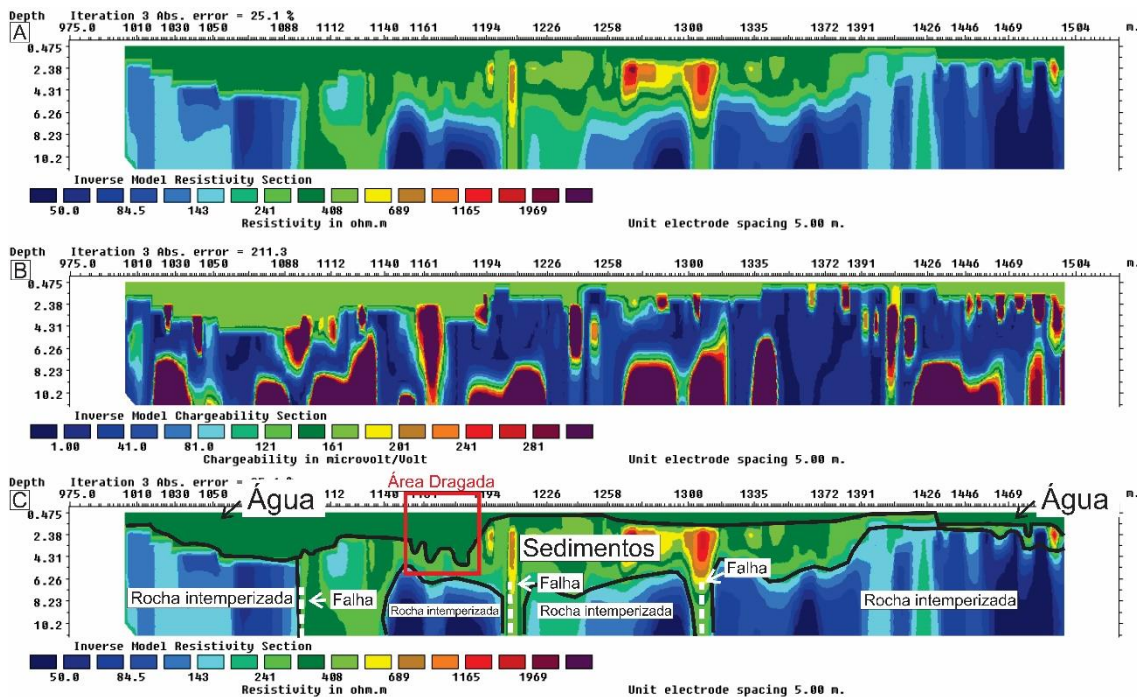 Depth Iteration 3 Abs. error = 25.1 %
A 975.0 1010 1030 1050 1081 1112 1140 1161 1194 1226 1258 1300 1335 1372 1391 1426 1469 1504 m.
0.475
2.38
4.31
6.26
8.23
10.2
Inverse Model Resistivity Section
50.0 84.5 143 241 408 689 1165 1969
Resistivity in ohm.m Unit electrode spacing 5.00 m.
Depth Iteration 3 Abs. error = 211.3
B 975.0 1010 1030 1050 1081 1112 1140 1161 1194 1226 1258 1300 1335 1372 1391 1426 1469 1504 m.
0.475
2.38
4.31
6.26
8.23
10.2
Inverse Model Chargeability Section
1.00 41.0 81.0 121 161 201 241 281
Chargeability in microvolt/Volt Unit electrode spacing 5.00 m.
Depth
Área Dragada
C 975.0 1010 1030 1050 1112 1140 1161 1194 1226 1258 1300 1335 1372 1391 1426 1446 1469 m.
Água
Água
0.475
2.38
4.31
6.26
8.23
10.2
Sedimentos
Falha
Falha
Rocha intemperizada
Falha
Rocha intemperizada
Rocha intemperizada
Rocha intemperizada
Inverse Model Resistivity Section
50.0 84.5 143 241 408 689 1165 1969
Resistivity in ohm.m Unit electrode spacing 5.00 m.